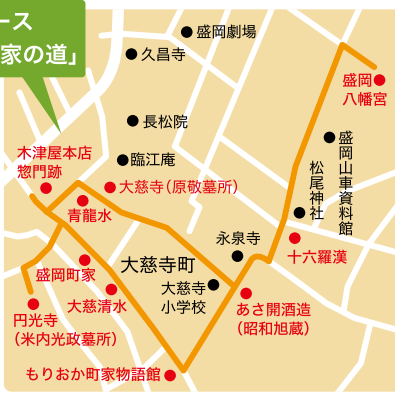 ース
家の道」
盛岡劇場
久昌寺
盛岡
八幡宮
長松院
盛岡山車資料館
木津屋本店
惣門跡
臨江庵
松尾神社
大慈寺(原敬墓所)
青龍水
永泉寺
十六羅漢
大慈寺町
盛岡町家
大慈清水
大慈寺
小学校
あさ開酒造
(昭和旭蔵)
円光寺
(米内光政墓所)
もりおか町家物語館